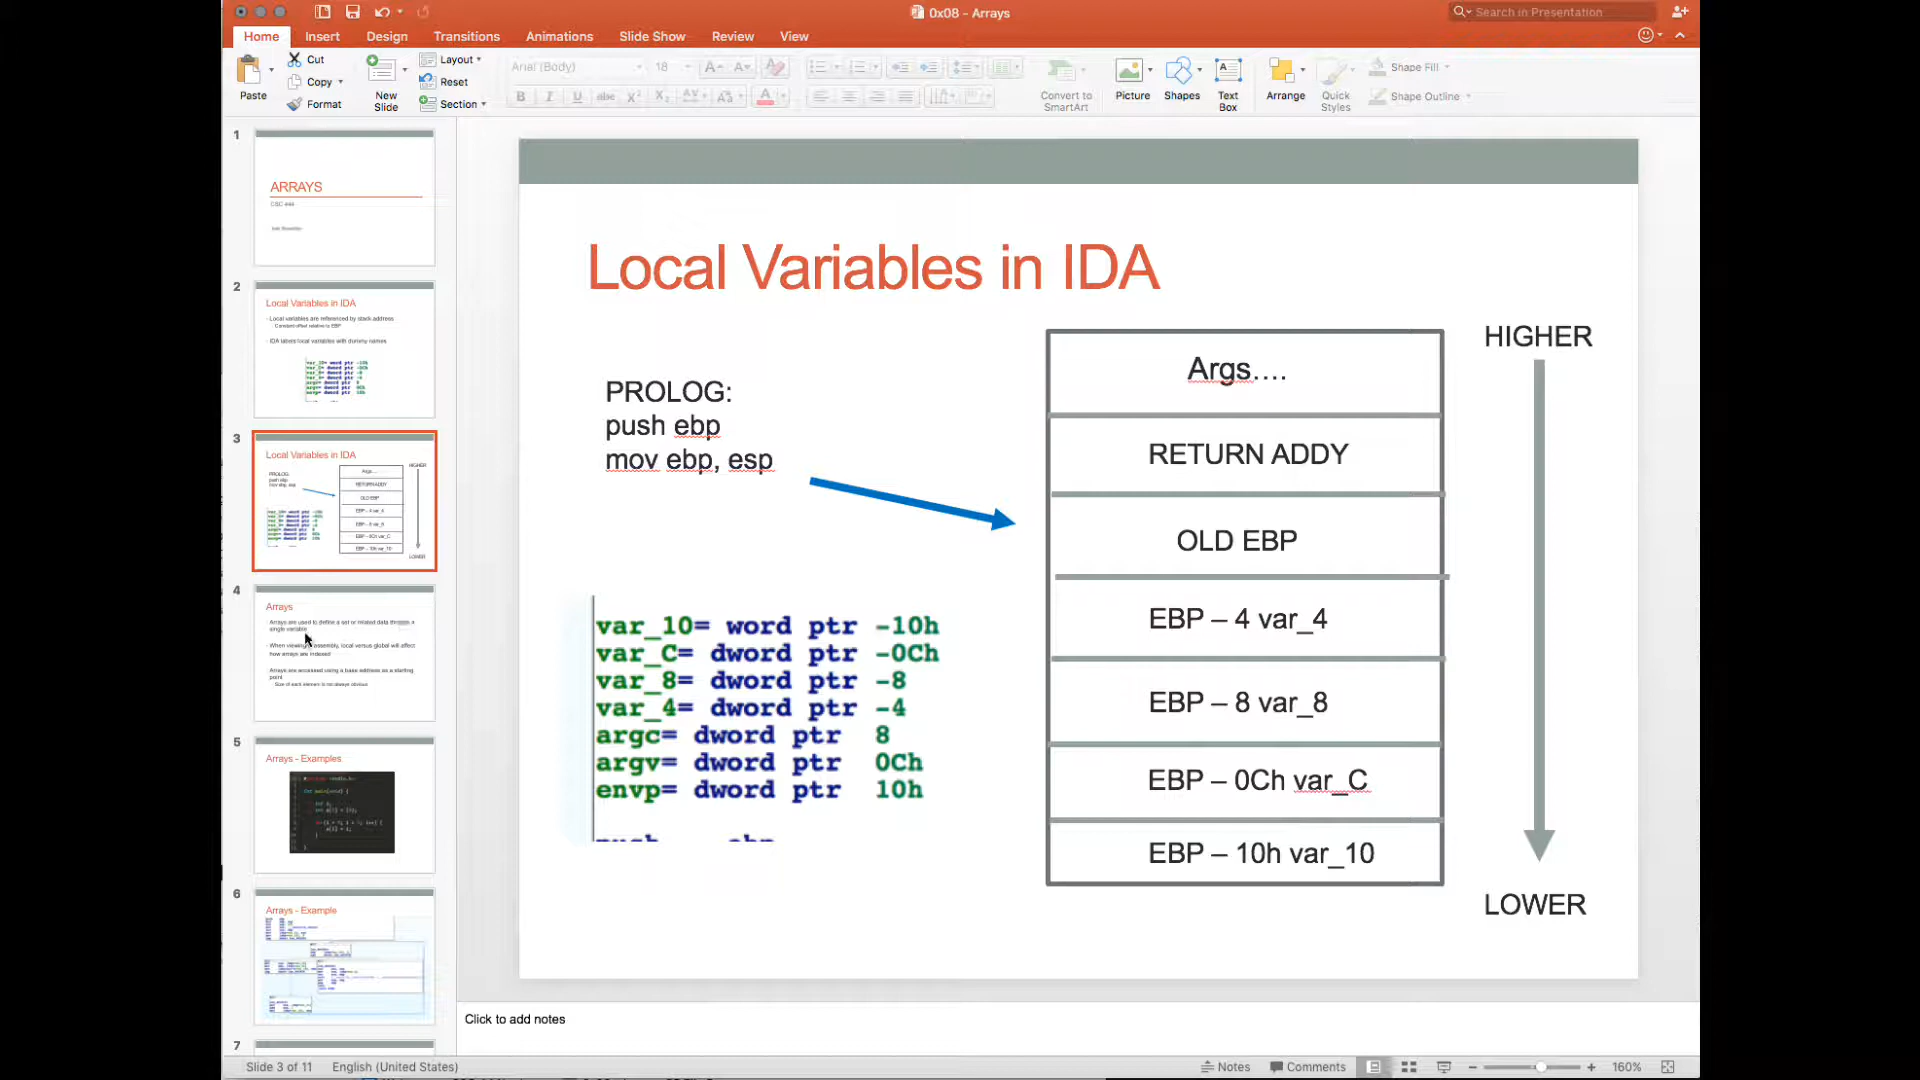 0x08 - Arrays
Search in Presentation
Home Insert Design Transitions Animations Slide Show Review View
Paste
Cut
Copy
Format
New Slide
Layout
Reset
Section
Arial (Body) 18
Convert to SmartArt
Picture
Shapes
Text Box
Arrange
Quick Styles
Shape Fill
Shape Outline
1
ARRAYS
2
Local Variables in IDA
Local variables are referenced by stack address
Constant offset relative to EBP
IDA labels local variables with dummy names
3
Local Variables in IDA
PROLOG:
push ebp
mov ebp, esp
Args....
RETURN ADDY
OLD EBP
EBP – 4 var_4
EBP – 8 var_8
EBP – 0Ch var_C
EBP – 10h var_10
HIGHER
LOWER
4
Arrays
Arrays are used to define a set or related data through a
single variable
how arrays are indexed
Arrays are accessed using a base address as a starting
point
Size of each element is not always obvious
5
Arrays - Examples
6
Arrays - Example
7
Local Variables in IDA
PROLOG:
push ebp
mov ebp, esp
var_10= word ptr -10h
var_C= dword ptr -0Ch
var_8= dword ptr -8
var_4= dword ptr -4
argc= dword ptr 8
argv= dword ptr 0Ch
envp= dword ptr 10h
Args....
RETURN ADDY
OLD EBP
EBP – 4 var_4
EBP – 8 var_8
EBP – 0Ch var_C
EBP – 10h var_10
HIGHER
LOWER
Click to add notes
Slide 3 of 11 English (United States)
Notes Comments 160%